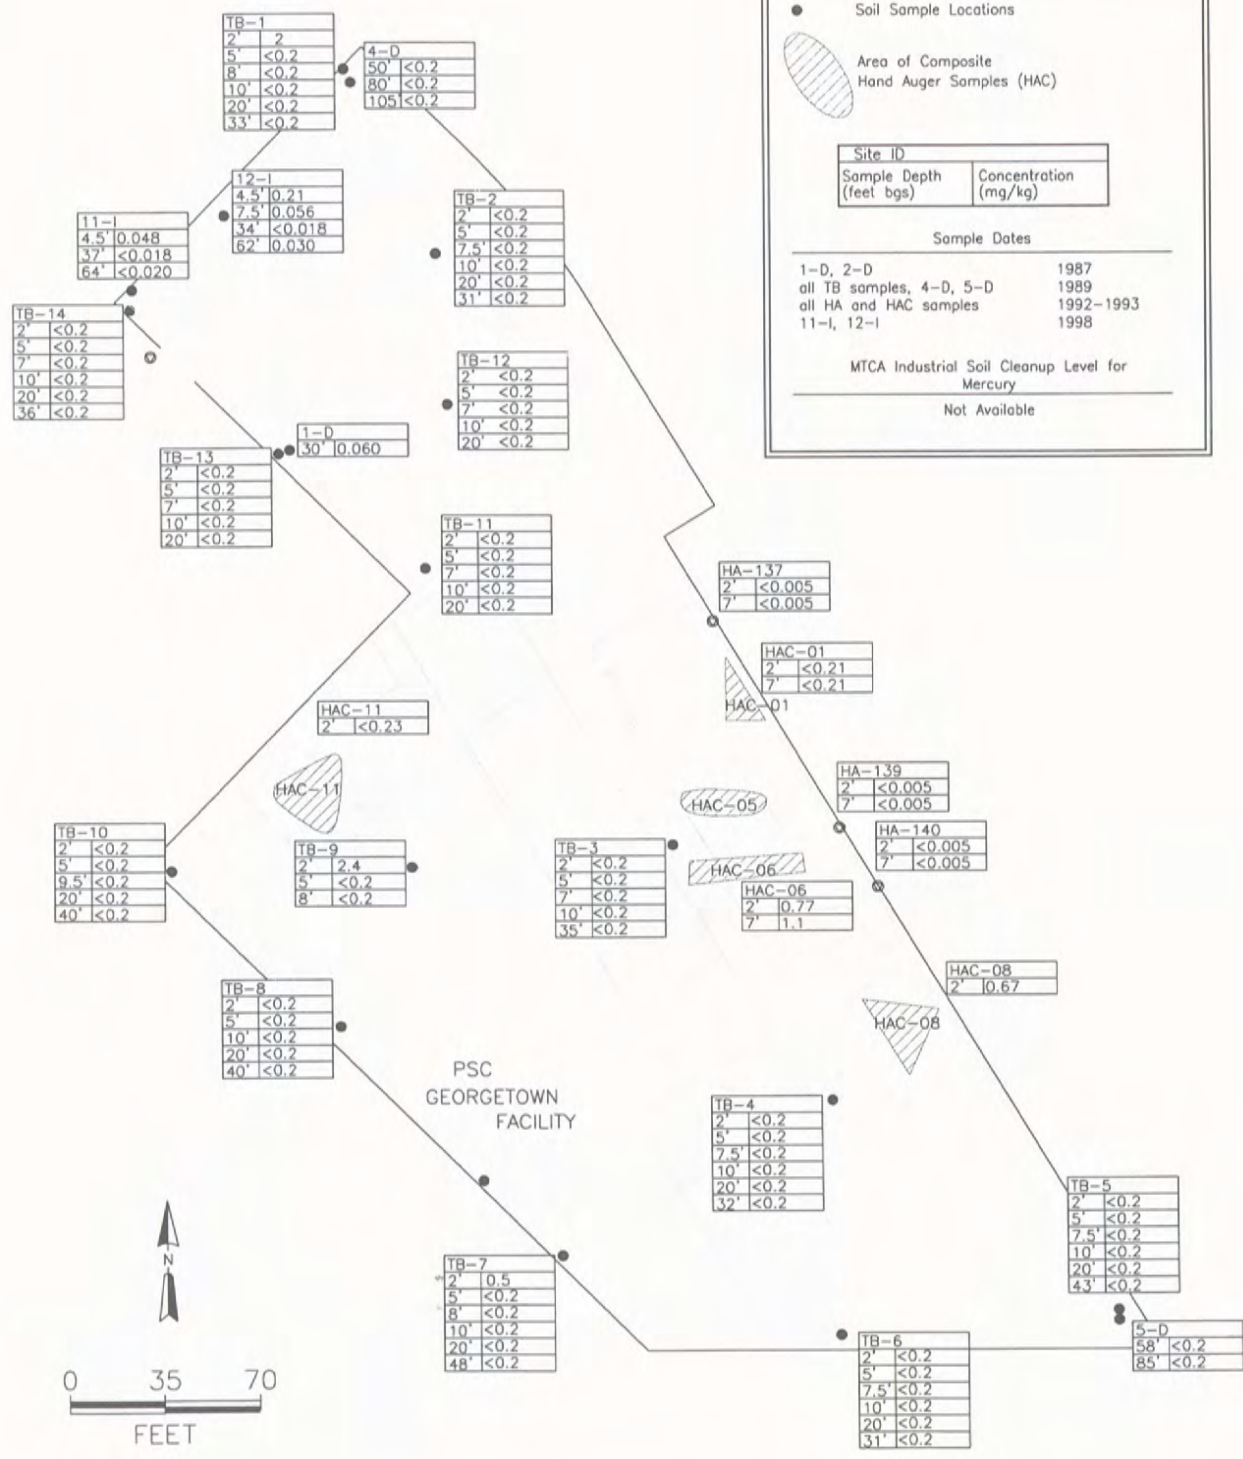 Soil Sample Locations
Area of Composite
Hand Auger Samples (HAC)
Site ID
Sample Depth (feet bgs) Concentration (mg/kg)
Sample Dates
1-D, 2-D 1987
all TB samples, 4-D, 5-D 1989
all HA and HAC samples 1992-1993
11-I, 12-I 1998
MTCA Industrial Soil Cleanup Level for
Mercury
Not Available
TB-1
2' 2
5' <0.2
8' <0.2
10' <0.2
20' <0.2
33' <0.2
4-D
50' <0.2
80' <0.2
105 <0.2
12-I
4.5' 0.21
7.5' 0.056
34' <0.018
62' 0.030
11-I
4.5' 0.048
37' <0.018
64' <0.020
TB-2
2' <0.2
5' <0.2
7.5' <0.2
10' <0.2
20' <0.2
31' <0.2
TB-14
2' <0.2
5' <0.2
7' <0.2
10' <0.2
20' <0.2
36' <0.2
TB-12
2' <0.2
5' <0.2
7' <0.2
10' <0.2
20' <0.2
1-D
30' 0.060
TB-13
2' <0.2
5' <0.2
7' <0.2
10' <0.2
20' <0.2
TB-11
2' <0.2
5' <0.2
7' <0.2
10' <0.2
20' <0.2
HA-137
2' <0.005
7' <0.005
HAC-01
2' <0.21
7' <0.21
HAC-01
HAC-11
2' <0.23
HAC-11
HA-139
2' <0.005
7' <0.005
HAC-05
HA-140
2' <0.005
7' <0.005
TB-10
2' <0.2
5' <0.2
9.5' <0.2
20' <0.2
40' <0.2
TB-9
2' 2.4
5' <0.2
8' <0.2
TB-3
2' <0.2
5' <0.2
7' <0.2
10' <0.2
35' <0.2
HAC-06
HAC-06
2' 0.77
7' 1.1
HAC-08
2' 0.67
HAC-08
TB-8
2' <0.2
5' <0.2
10' <0.2
20' <0.2
40' <0.2
PSC
GEORGETOWN
FACILITY
TB-4
2' <0.2
5' <0.2
7.5' <0.2
10' <0.2
20' <0.2
32' <0.2
TB-5
2' <0.2
5' <0.2
7.5' <0.2
10' <0.2
20' <0.2
43' <0.2
N
TB-7
2' 0.5
5' <0.2
8' <0.2
10' <0.2
20' <0.2
48' <0.2
5-D
58' <0.2
85' <0.2
TB-6
2' <0.2
5' <0.2
7.5' <0.2
10' <0.2
20' <0.2
31' <0.2
0 35 70
FEET